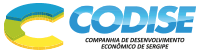 CODISE
COMPANHIA DE DESENVOLVIMENTO
ECONÔMICO DE SERGIPE